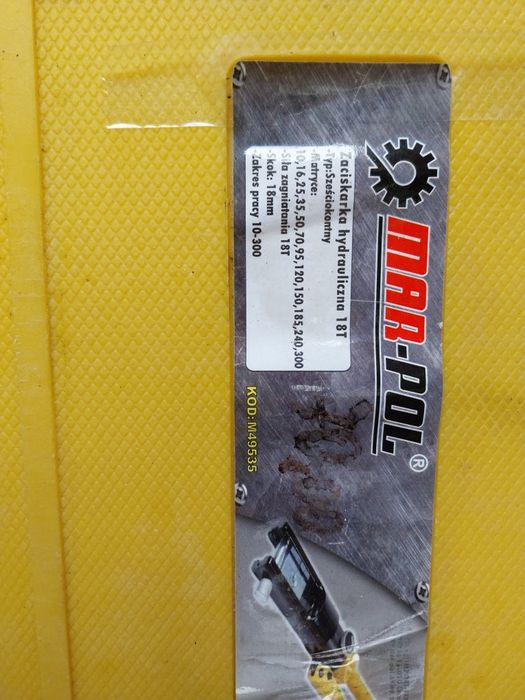 MAR-POL®
Zaciskarka hydrauliczna 18T
-Typ:Sześciokontny
-Matryce:
10,16,25,35,50,70,95,120,150,185,240,300
-Siła zagniatania 18T
-Skok: 18mm
-Zakres pracy 10-300
KOD: M49535